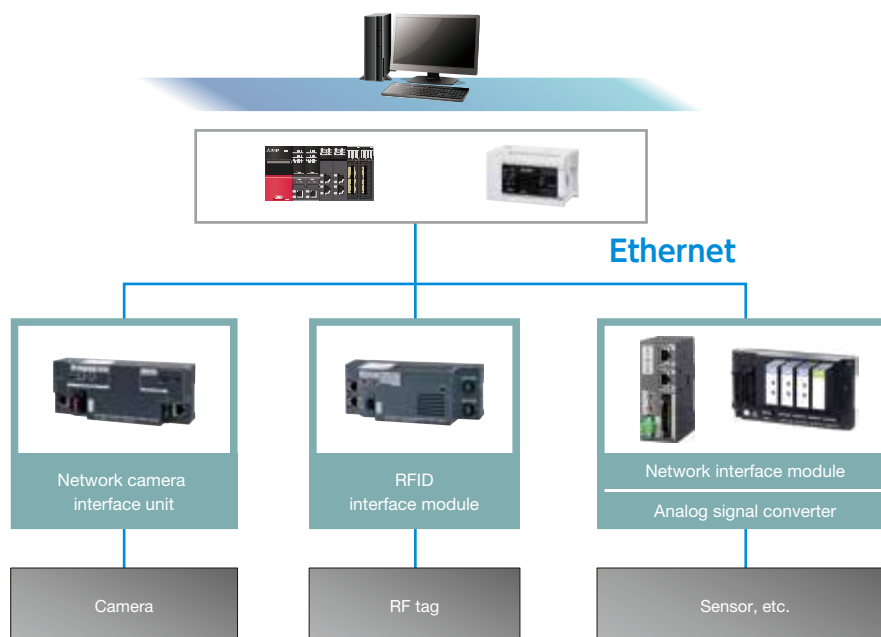 Ethernet
Network camera
interface unit
RFID
interface module
Network interface module
Analog signal converter
Camera
RF tag
Sensor, etc.